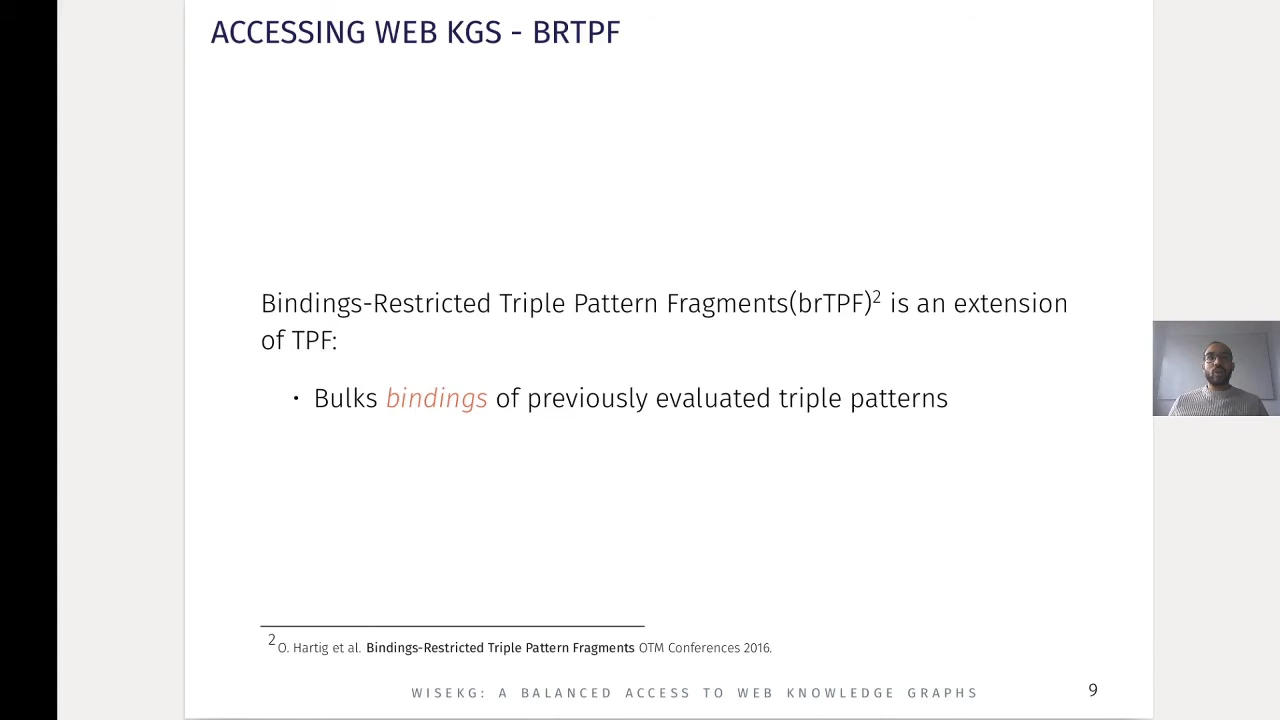 ACCESSING WEB KGS - BRTPF
Bindings-Restricted Triple Pattern Fragments(brTPF)2 is an extension
of TPF:
• Bulks bindings of previously evaluated triple patterns
2 O. Hartig et al. Bindings-Restricted Triple Pattern Fragments OTM Conferences 2016.
WISEKG: A BALANCED ACCESS TO WEB KNOWLEDGE GRAPHS
9